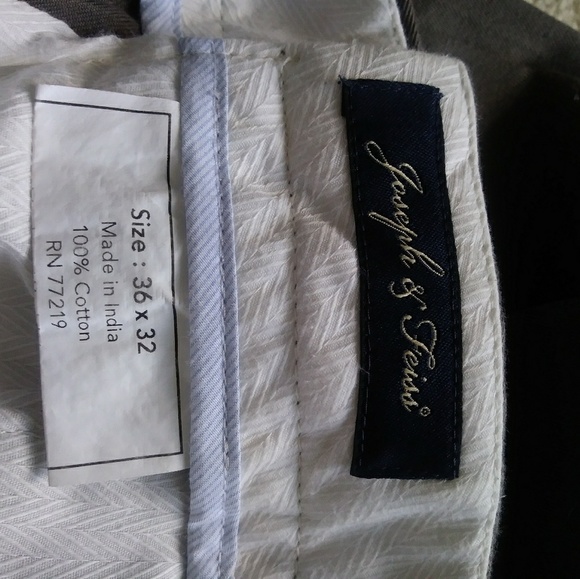 Joseph & Feiss®
Size : 36 x 32
Made in India
100% Cotton
RN 77219